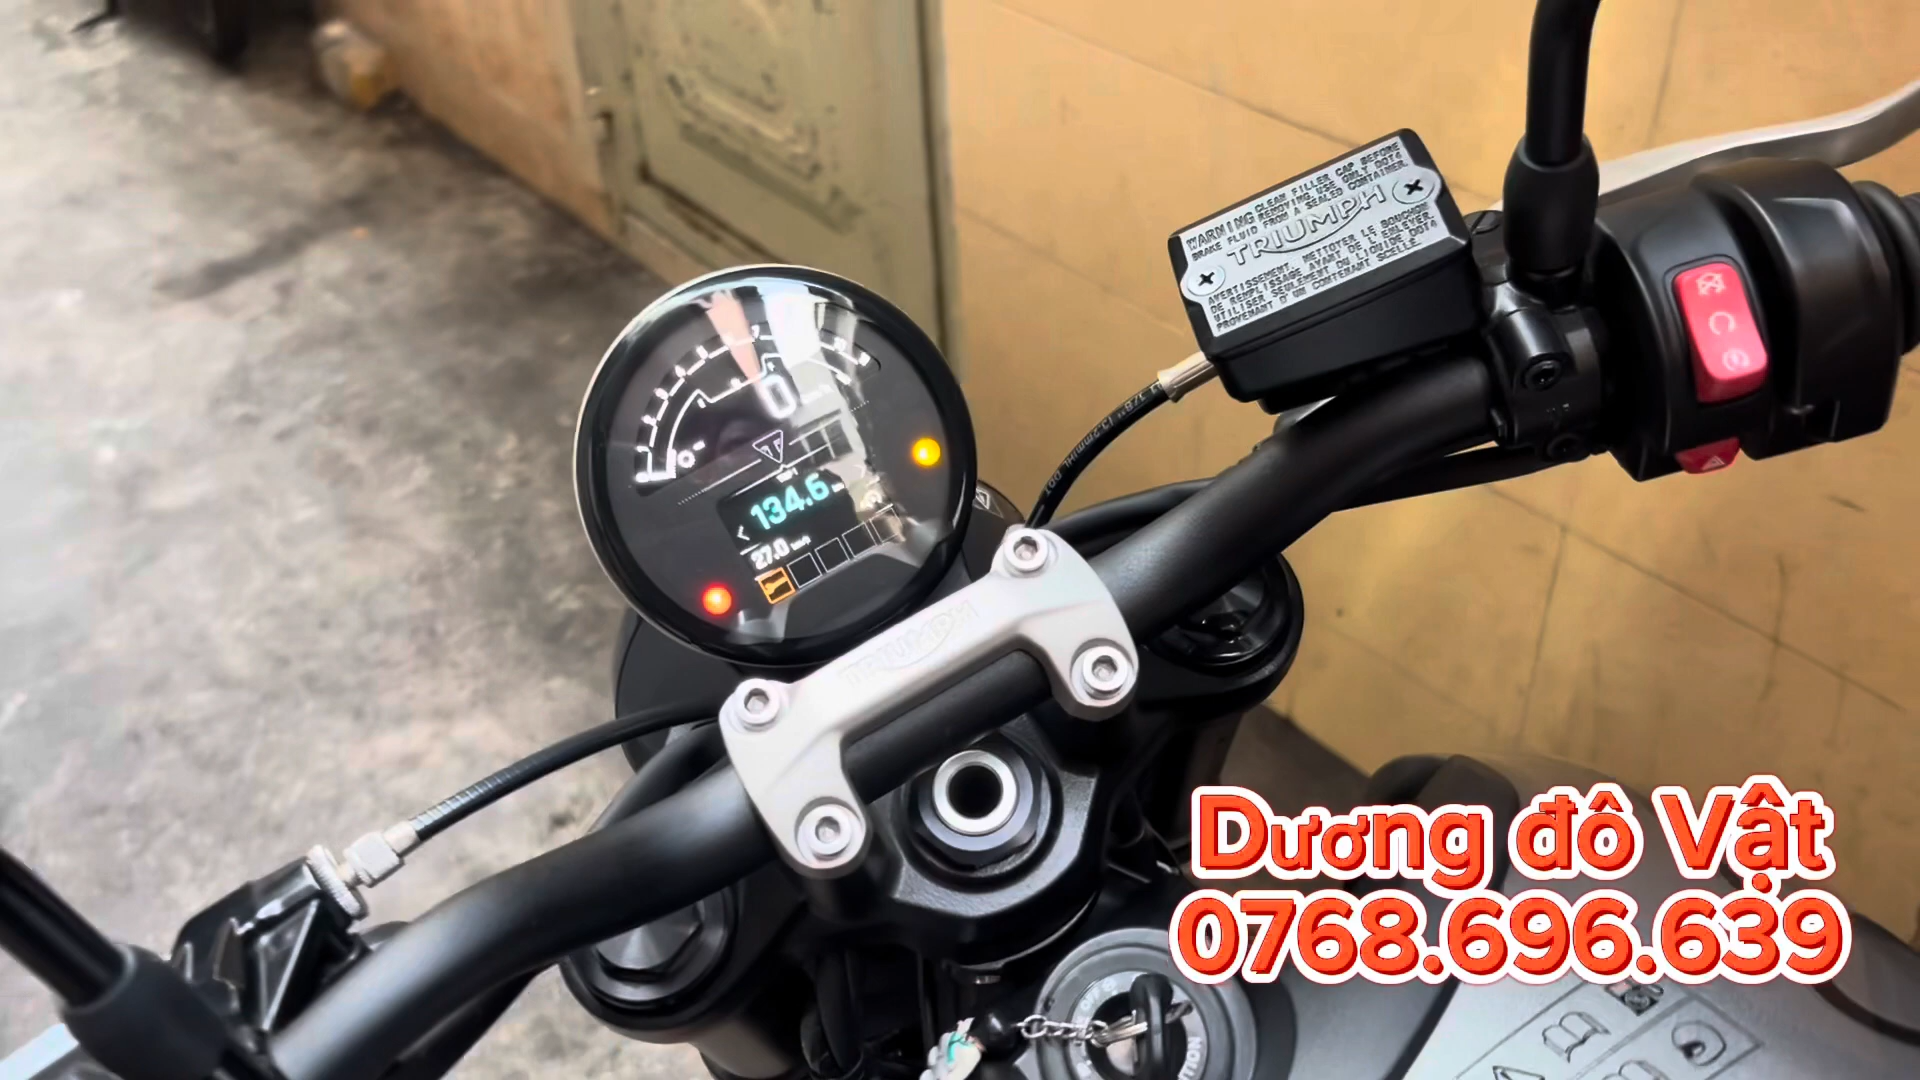 WARNING CLEAN FILLER CAP BEFORE
REMOVING. USE ONLY DOT4
BRAKE FLUID FROM A SEALED CONTAINER.
TRIUMPH
AVERTISSEMENT. NETTOYER LE BOUCHON
DE REMPLISSAGE AVANT DE L'ENLEVER.
UTILISER SEULEMENT DU LIQUIDE DOT4
PROVENANT D'UN CONTENANT SCELLE.
0
134.6
27.0 km/h
TRIUMPH
Dương đô Vật
0768.696.639